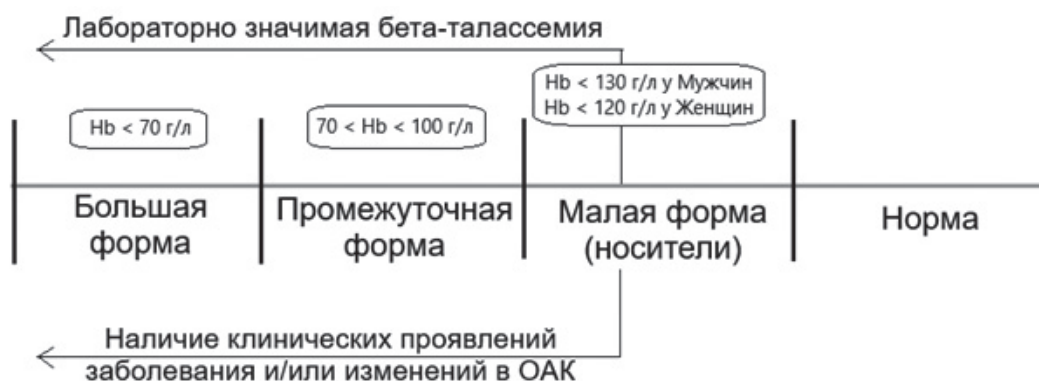 Лабораторно значимая бета-талассемия
Hb < 130 г/л у Мужчин
Hb < 120 г/л у Женщин
Hb < 70 г/л
70 < Hb < 100 г/л
Большая
форма
Промежуточная
форма
Малая форма
(носители)
Норма
Наличие клинических проявлений
заболевания и/или изменений в ОАК